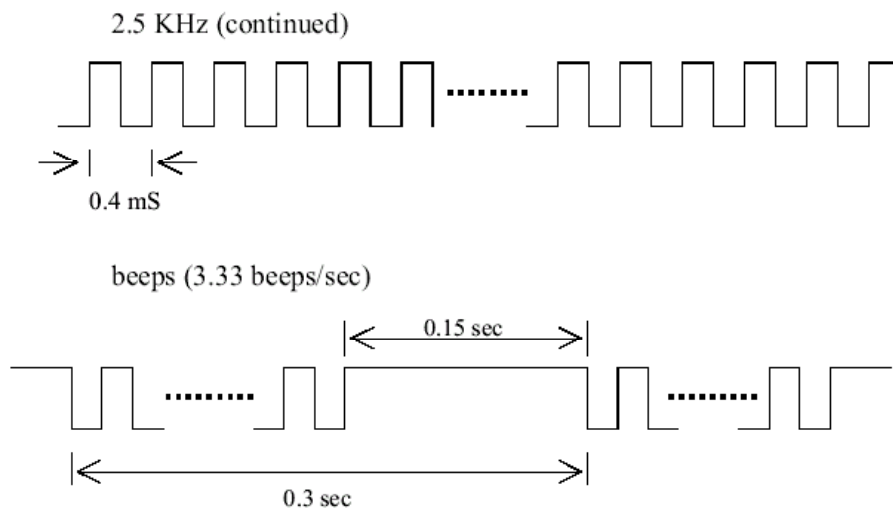 2.5 KHz (continued)
0.4 mS
beeps (3.33 beeps/sec)
0.15 sec
0.3 sec